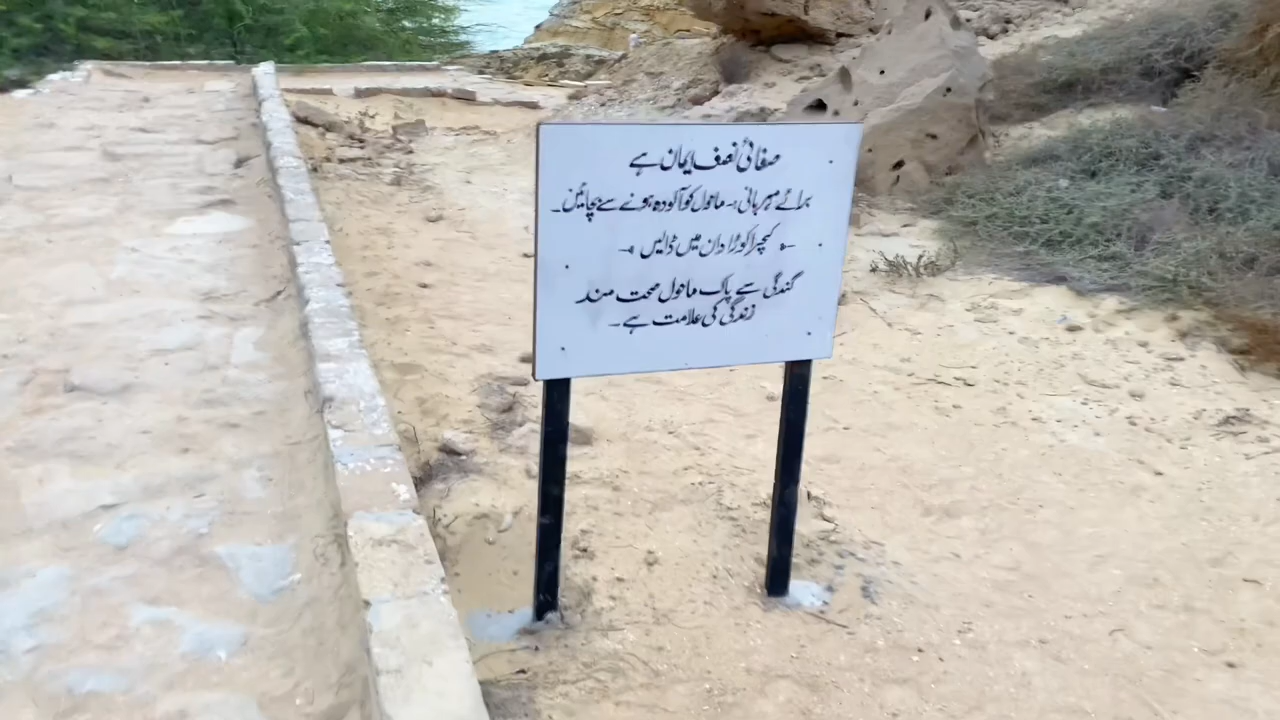 صفائی نصف ایمان ہے
برائے مہربانی:- ماحول کو آلودہ ہونے سے بچائیں۔
کچرا کوڑا دان میں ڈالیں
گندگی سے پاک ماحول صحت مند
زندگی کی علامت ہے۔